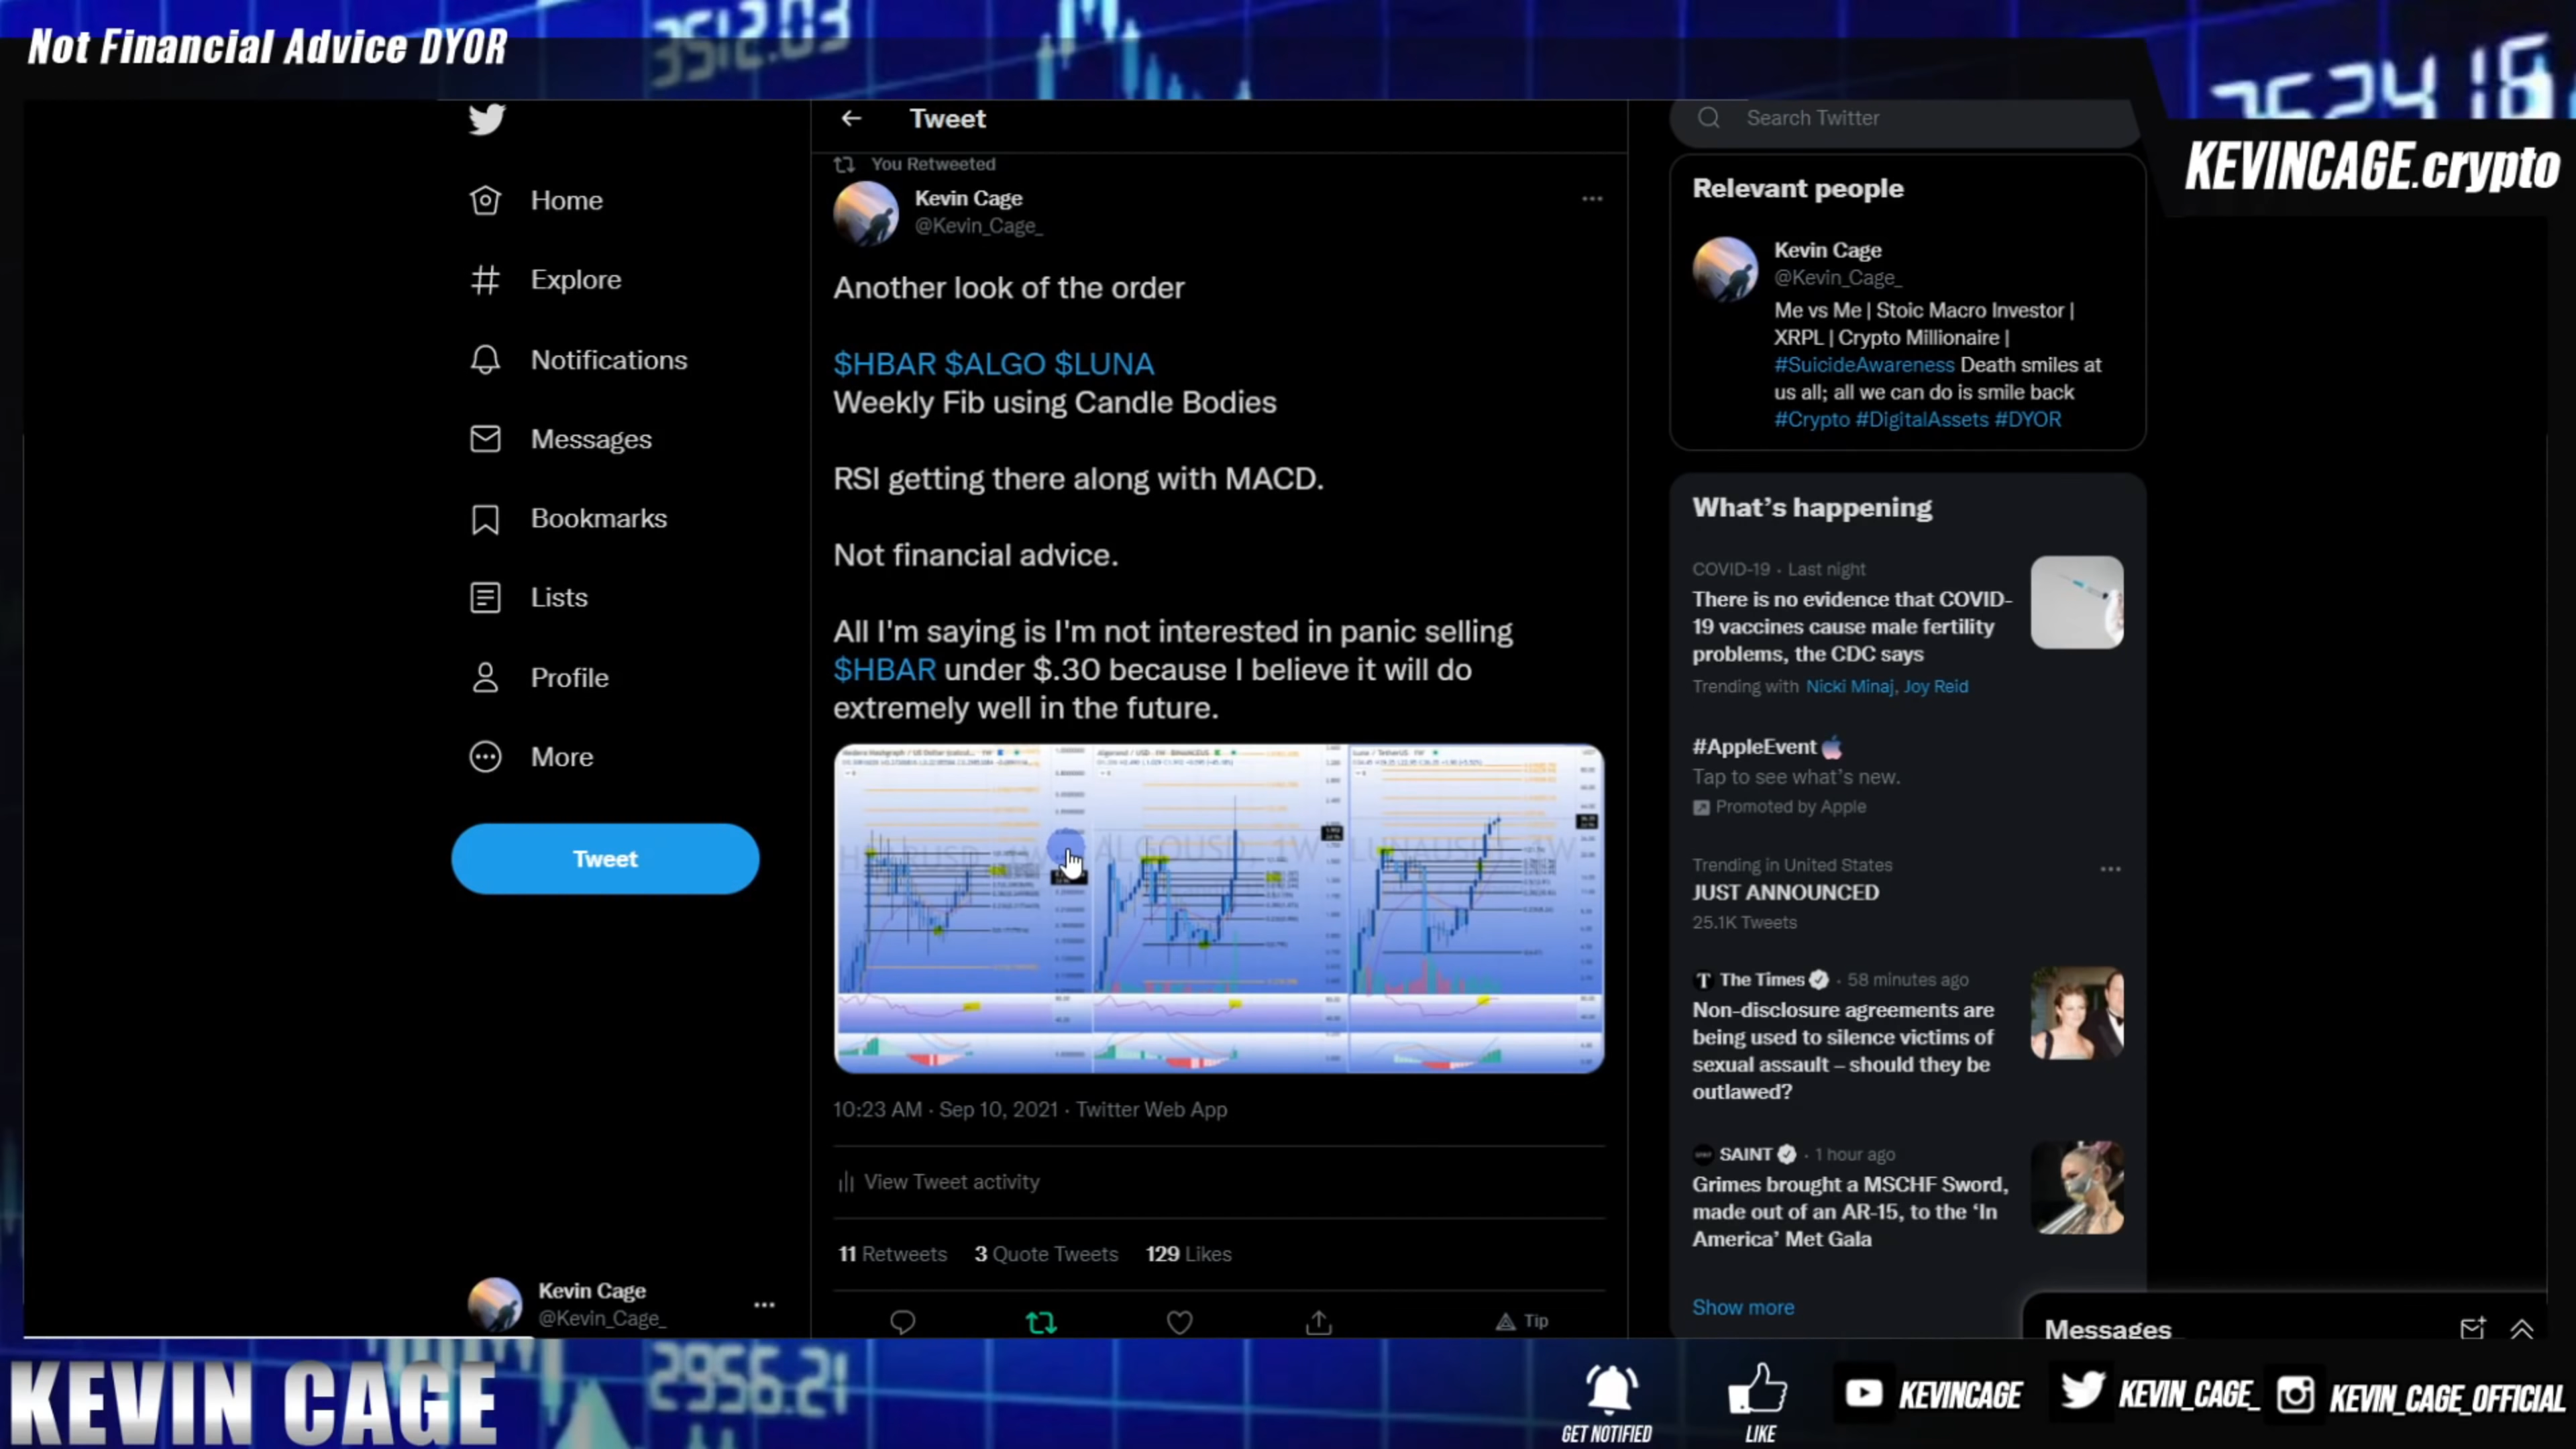 Not Financial Advice DYOR
3512.03
KEVINCAGE.crypto
Home
Explore
Notifications
Messages
Bookmarks
Lists
Profile
More
Tweet
Kevin Cage
@Kevin_Cage_
Tweet
You Retweeted
Kevin Cage
@Kevin_Cage_
Another look of the order
$HBAR $ALGO $LUNA
Weekly Fib using Candle Bodies
RSI getting there along with MACD.
Not financial advice.
All I'm saying is I'm not interested in panic selling
$HBAR under $.30 because I believe it will do
extremely well in the future.
10:23 AM · Sep 10, 2021 · Twitter Web App
View Tweet activity
11 Retweets 3 Quote Tweets 129 Likes
Tip
Search Twitter
Relevant people
Kevin Cage
@Kevin_Cage_
Me vs Me | Stoic Macro Investor |
XRPL | Crypto Millionaire |
#SuicideAwareness Death smiles at
us all; all we can do is smile back
#Crypto #DigitalAssets #DYOR
What's happening
COVID-19 · Last night
There is no evidence that COVID-
19 vaccines cause male fertility
problems, the CDC says
Trending with Nicki Minaj, Joy Reid
#AppleEvent
Tap to see what's new.
Promoted by Apple
Trending in United States
JUST ANNOUNCED
25.1K Tweets
The Times · 58 minutes ago
Non-disclosure agreements are
being used to silence victims of
sexual assault – should they be
outlawed?
SAINT · 1 hour ago
Grimes brought a MSCHF Sword,
made out of an AR-15, to the 'In
America' Met Gala
Show more
Messages
KEVIN CAGE
2956.21
GET NOTIFIED
LIKE
KEVINCAGE
KEVIN_CAGE_
KEVIN_CAGE_OFFICIAL